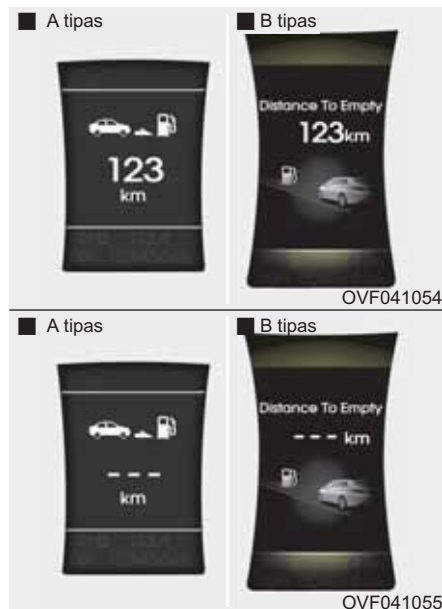 A tipas
B tipas
123
km
Distance To Empty
123km
OVF041054
A tipas
B tipas
---
km
Distance To Empty
--- km
OVF041055